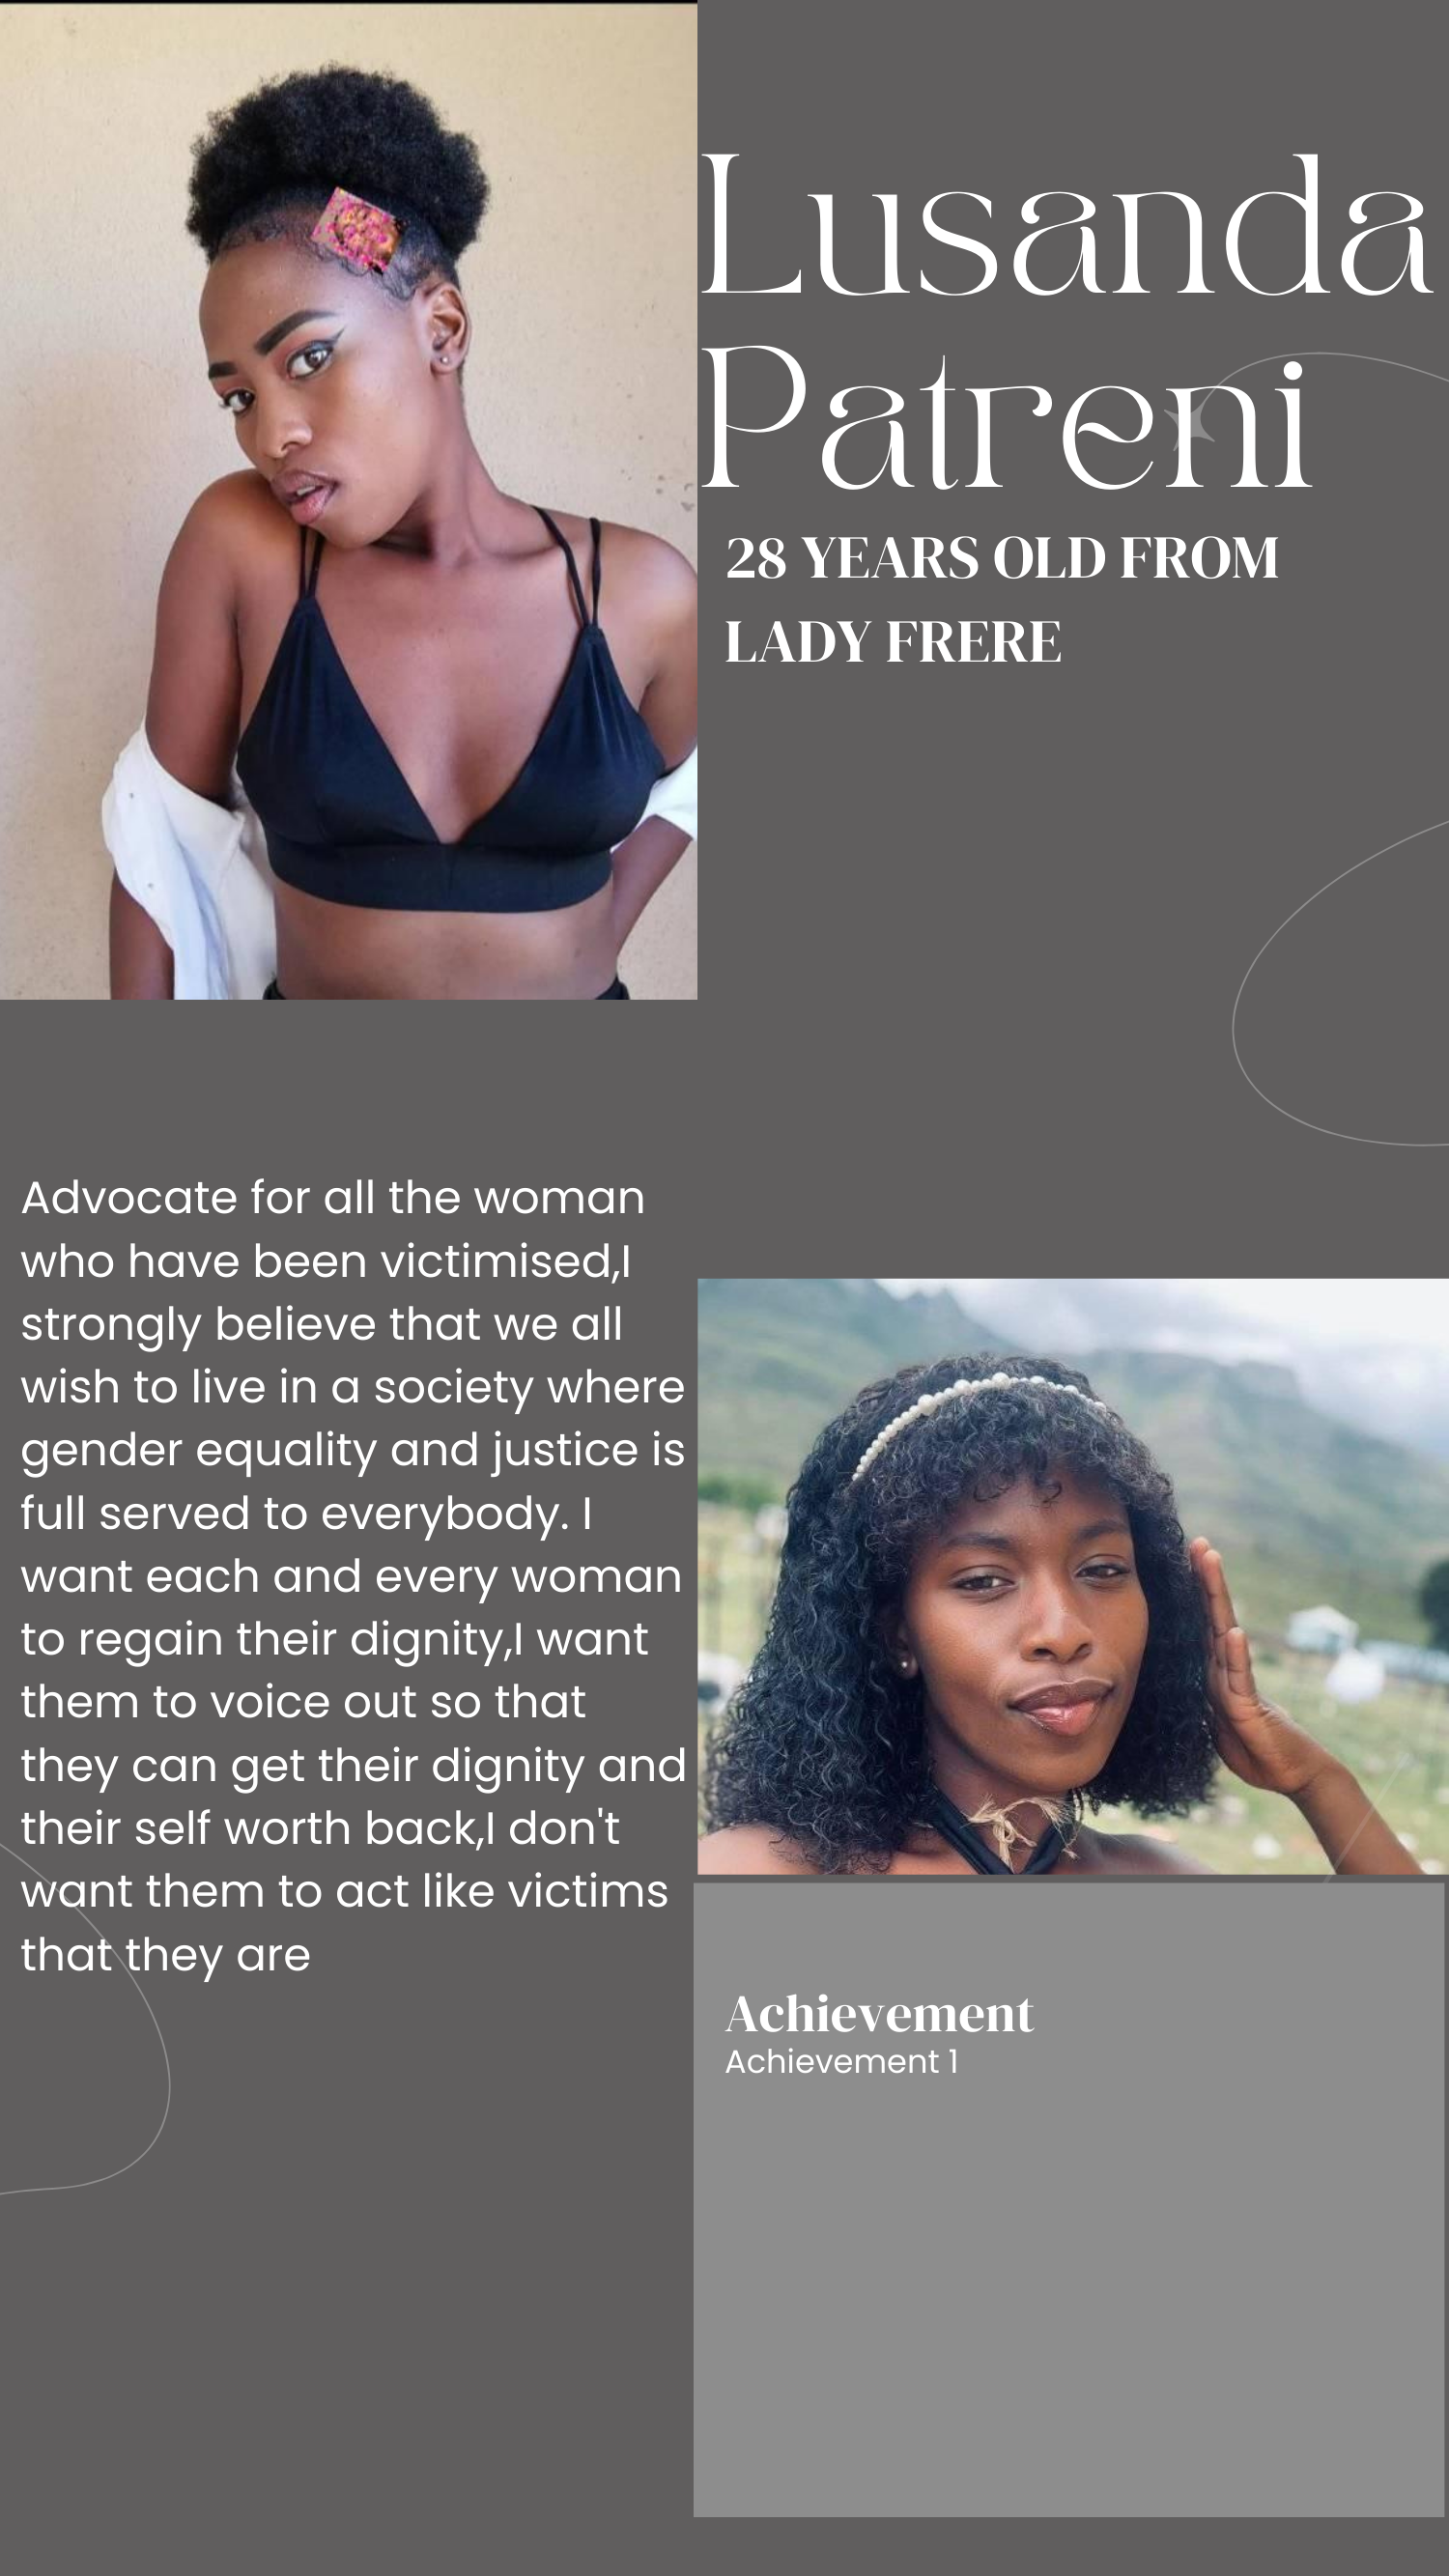 Lusanda
Patreni
28 YEARS OLD FROM
LADY FRERE
Advocate for all the woman
who have been victimised,I
strongly believe that we all
wish to live in a society where
gender equality and justice is
full served to everybody. I
want each and every woman
to regain their dignity,I want
them to voice out so that
they can get their dignity and
their self worth back,I don't
want them to act like victims
that they are
Achievement
Achievement 1